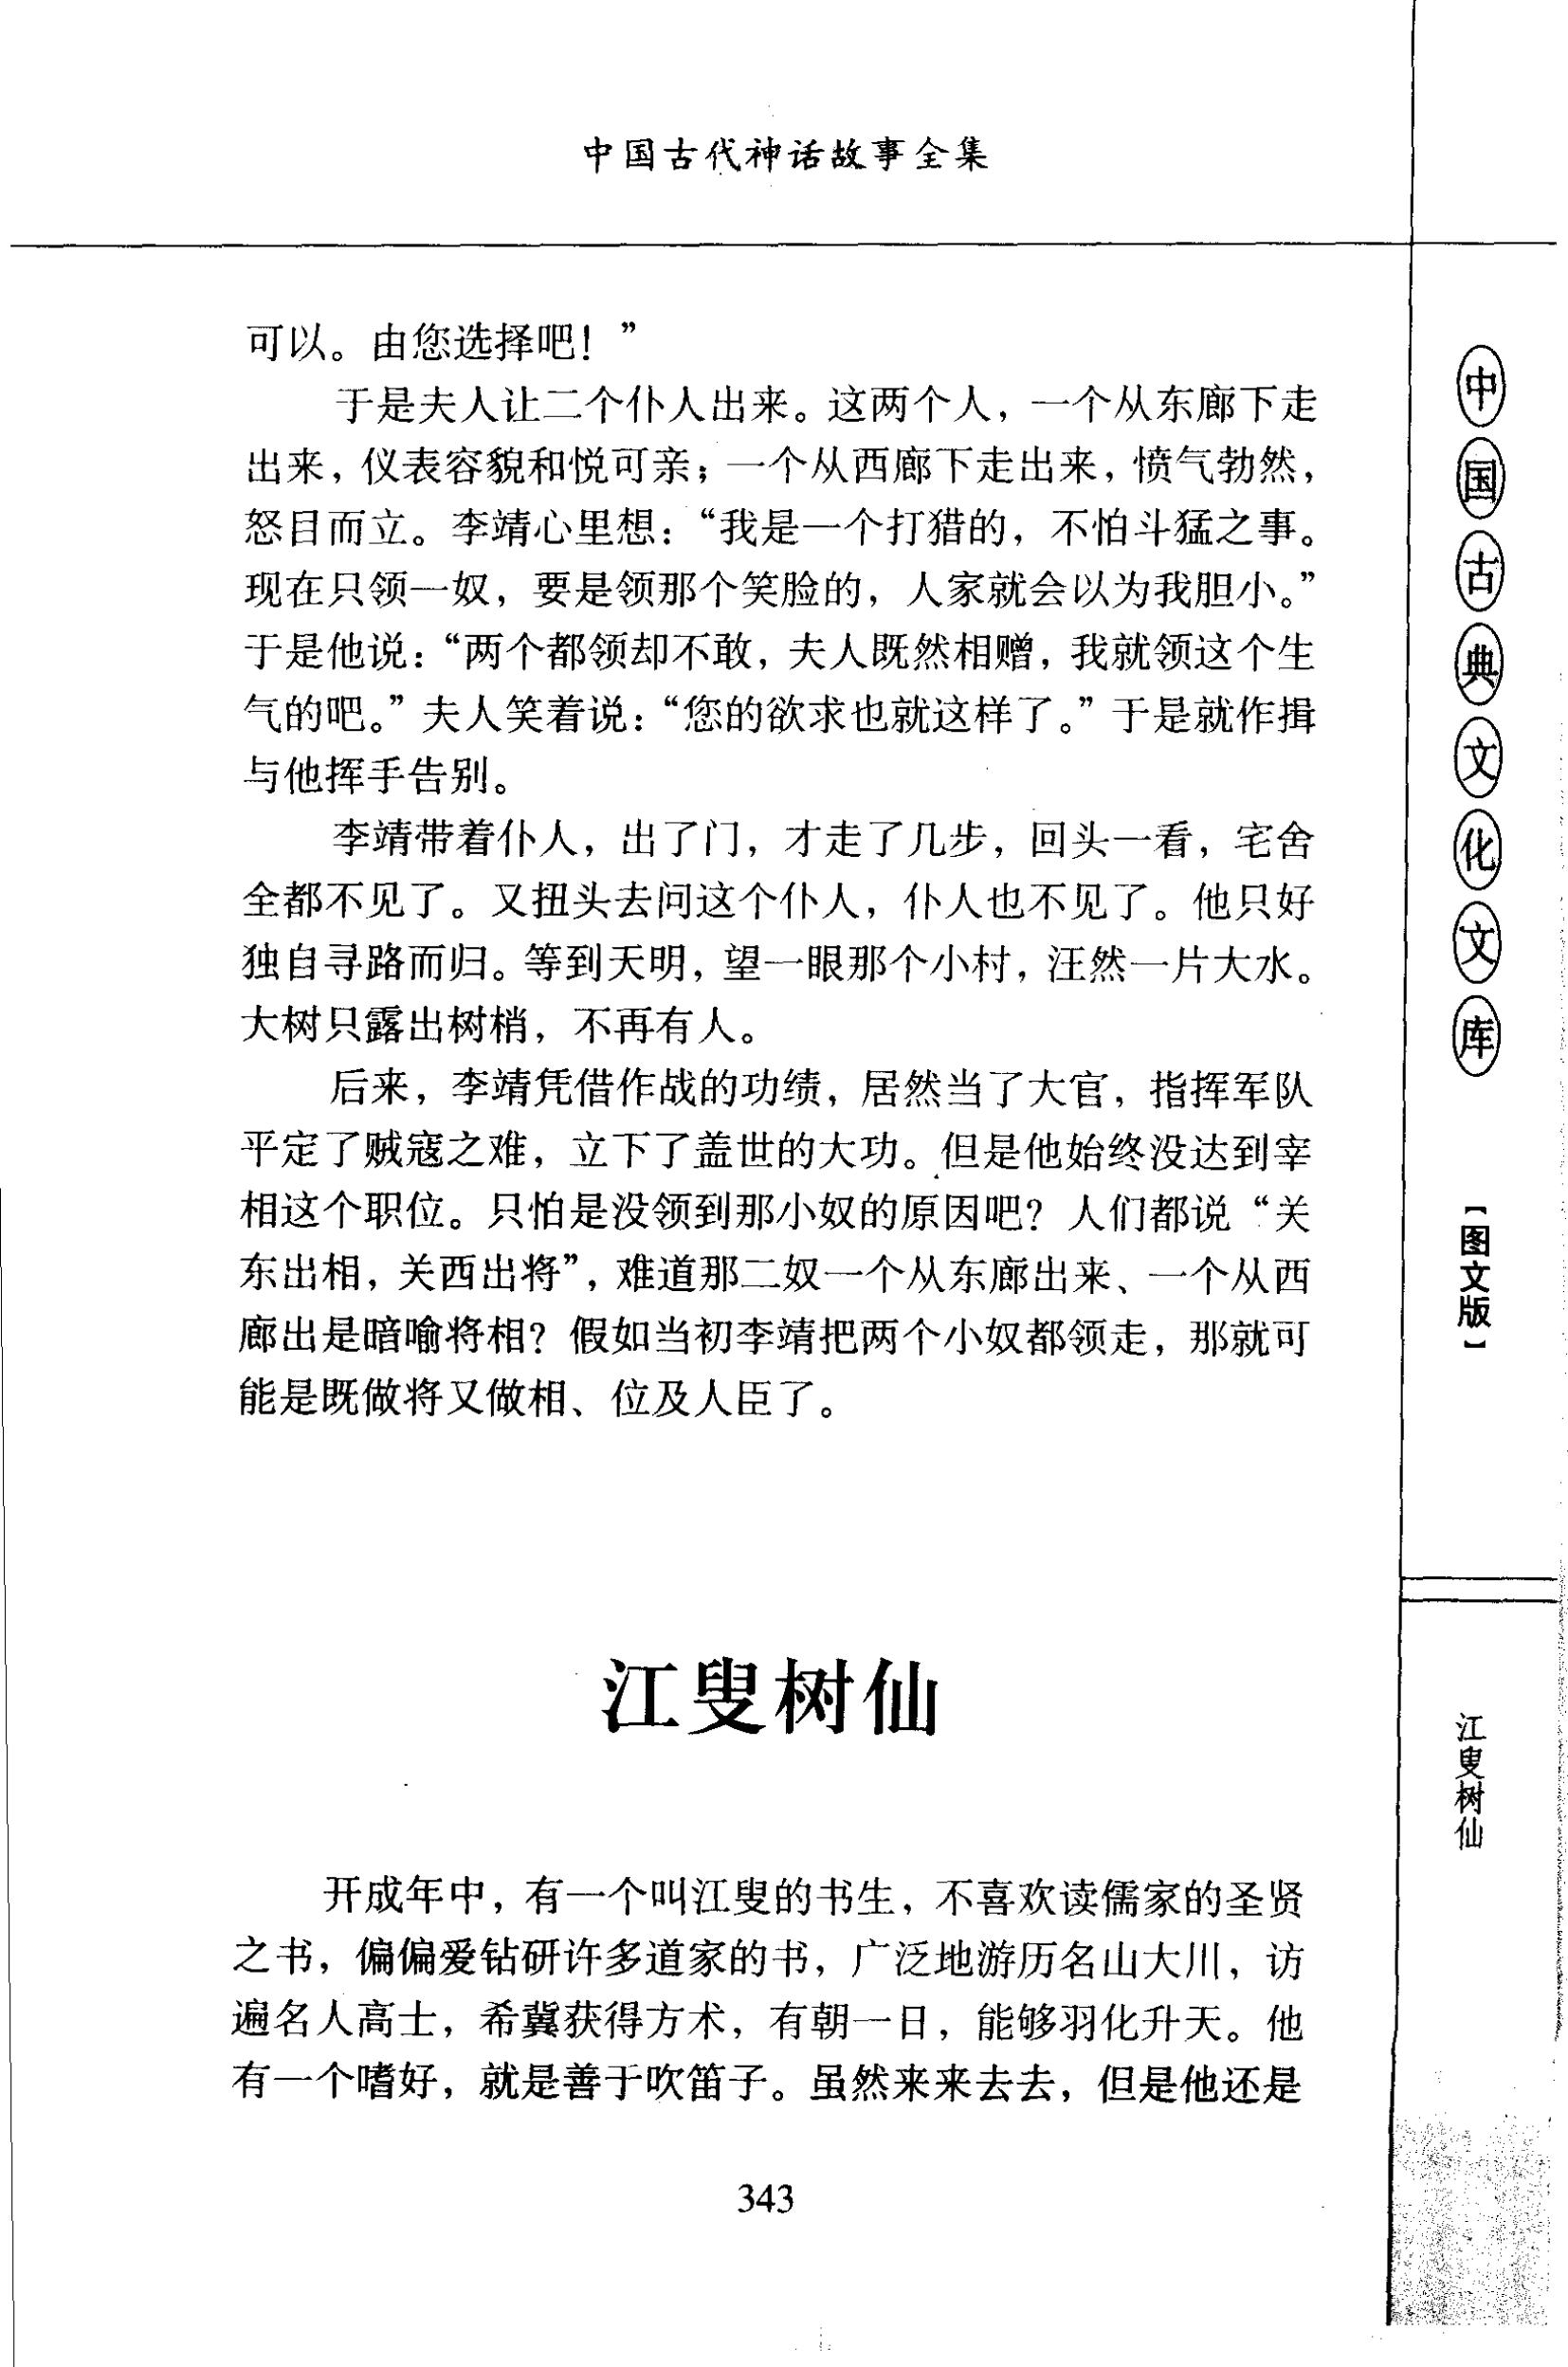 中国古代神话故事全集
可以。由您选择吧！”
于是夫人让二个仆人出来。这两个人，一个从东廊下走
出来，仪表容貌和悦可亲；一个从西廊下走出来，愤气勃然，
怒目而立。李靖心里想：“我是一个打猎的，不怕斗猛之事。
现在只领一奴，要是领那个笑脸的，人家就会以为我胆小。”
于是他说：“两个都领却不敢，夫人既然相赠，我就领这个生
气的吧。”夫人笑着说：“您的欲求也就这样了。”于是就作揖
与他挥手告别。
李靖带着仆人，出了门，才走了几步，回头一看，宅舍
全都不见了。又扭头去问这个仆人，仆人也不见了。他只好
独自寻路而归。等到天明，望一眼那个小村，汪然一片大水。
大树只露出树梢，不再有人。
后来，李靖凭借作战的功绩，居然当了大官，指挥军队
平定了贼寇之难，立下了盖世的大功。但是他始终没达到宰
相这个职位。只怕是没领到那小奴的原因吧？人们都说“关
东出相，关西出将”，难道那二奴一个从东廊出来、一个从西
廊出是暗喻将相？假如当初李靖把两个小奴都领走，那就可
能是既做将又做相、位及人臣了。
江叟树仙
开成年中，有一个叫江叟的书生，不喜欢读儒家的圣贤
之书，偏偏爱钻研许多道家的书，广泛地游历名山大川，访
遍名人高士，希冀获得方术，有朝一日，能够羽化升天。他
有一个嗜好，就是善于吹笛子。虽然来来去去，但是他还是
343
中国古典文化文库
【图文版】
江叟树仙